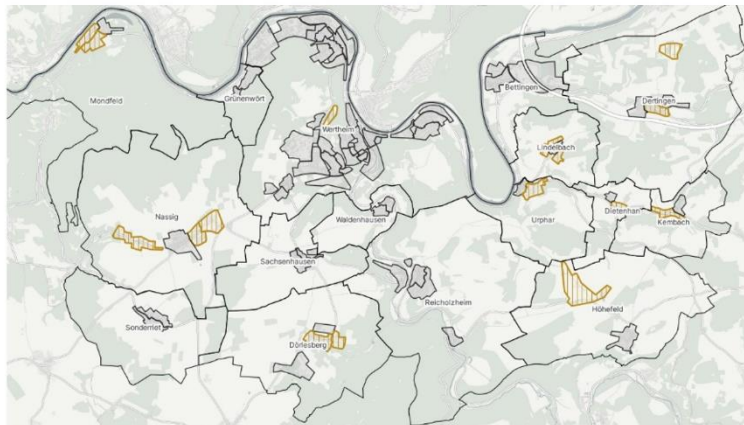 Bettingen
Dertingen
Mondfeld
Grünenwört
Wertheim
Lindelbach
Nassig
Waldenhausen
Urphar
Dietenhan
Kembach
Sachsenhausen
Reicholzheim
Höhefeld
Sonderriet
Dörlesberg